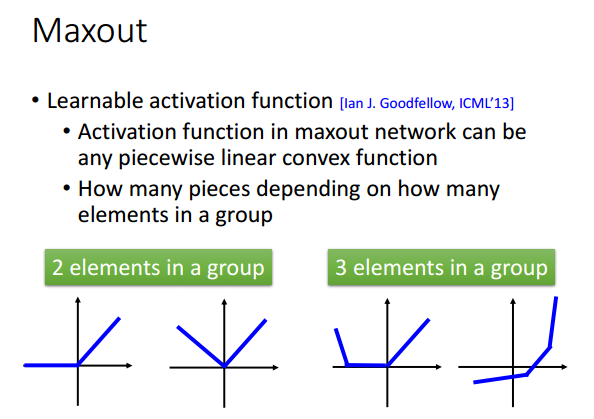 Maxout
• Learnable activation function [Ian J. Goodfellow, ICML'13]
• Activation function in maxout network can be
any piecewise linear convex function
• How many pieces depending on how many
elements in a group
2 elements in a group
3 elements in a group